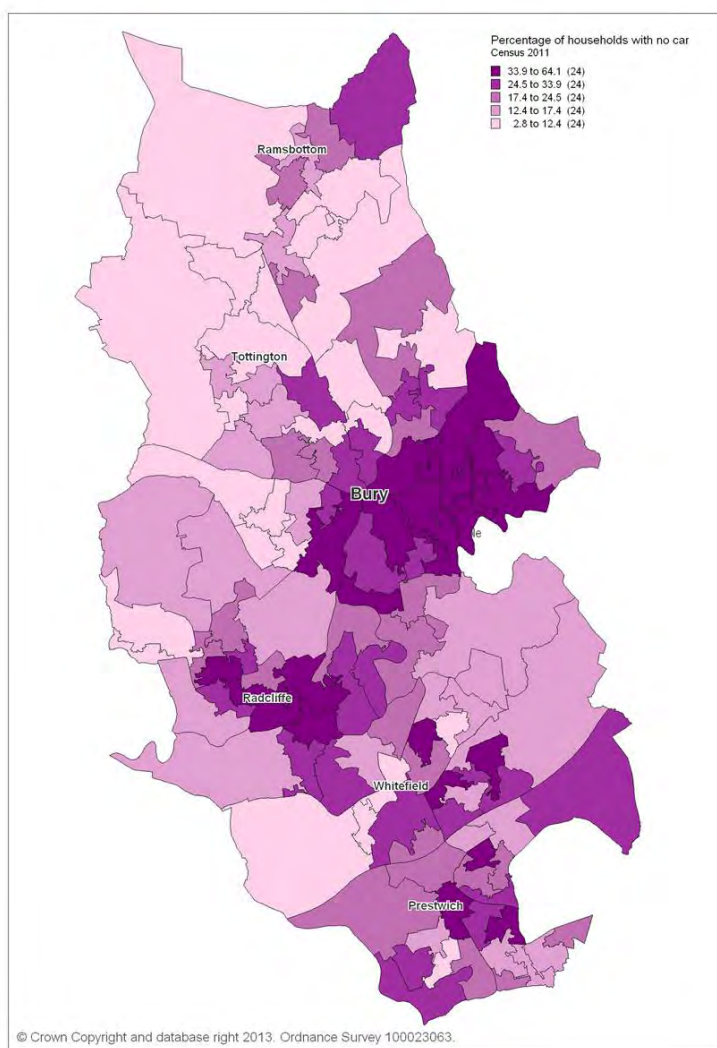 Percentage of households with no car
Census 2011
33.9 to 64.1 (24)
24.5 to 33.9 (24)
17.4 to 24.5 (24)
12.4 to 17.4 (24)
2.8 to 12.4 (24)
Ramsbottom
Tottington
Bury
Radcliffe
Whitefield
Prestwich
© Crown Copyright and database right 2013. Ordnance Survey 100023063.